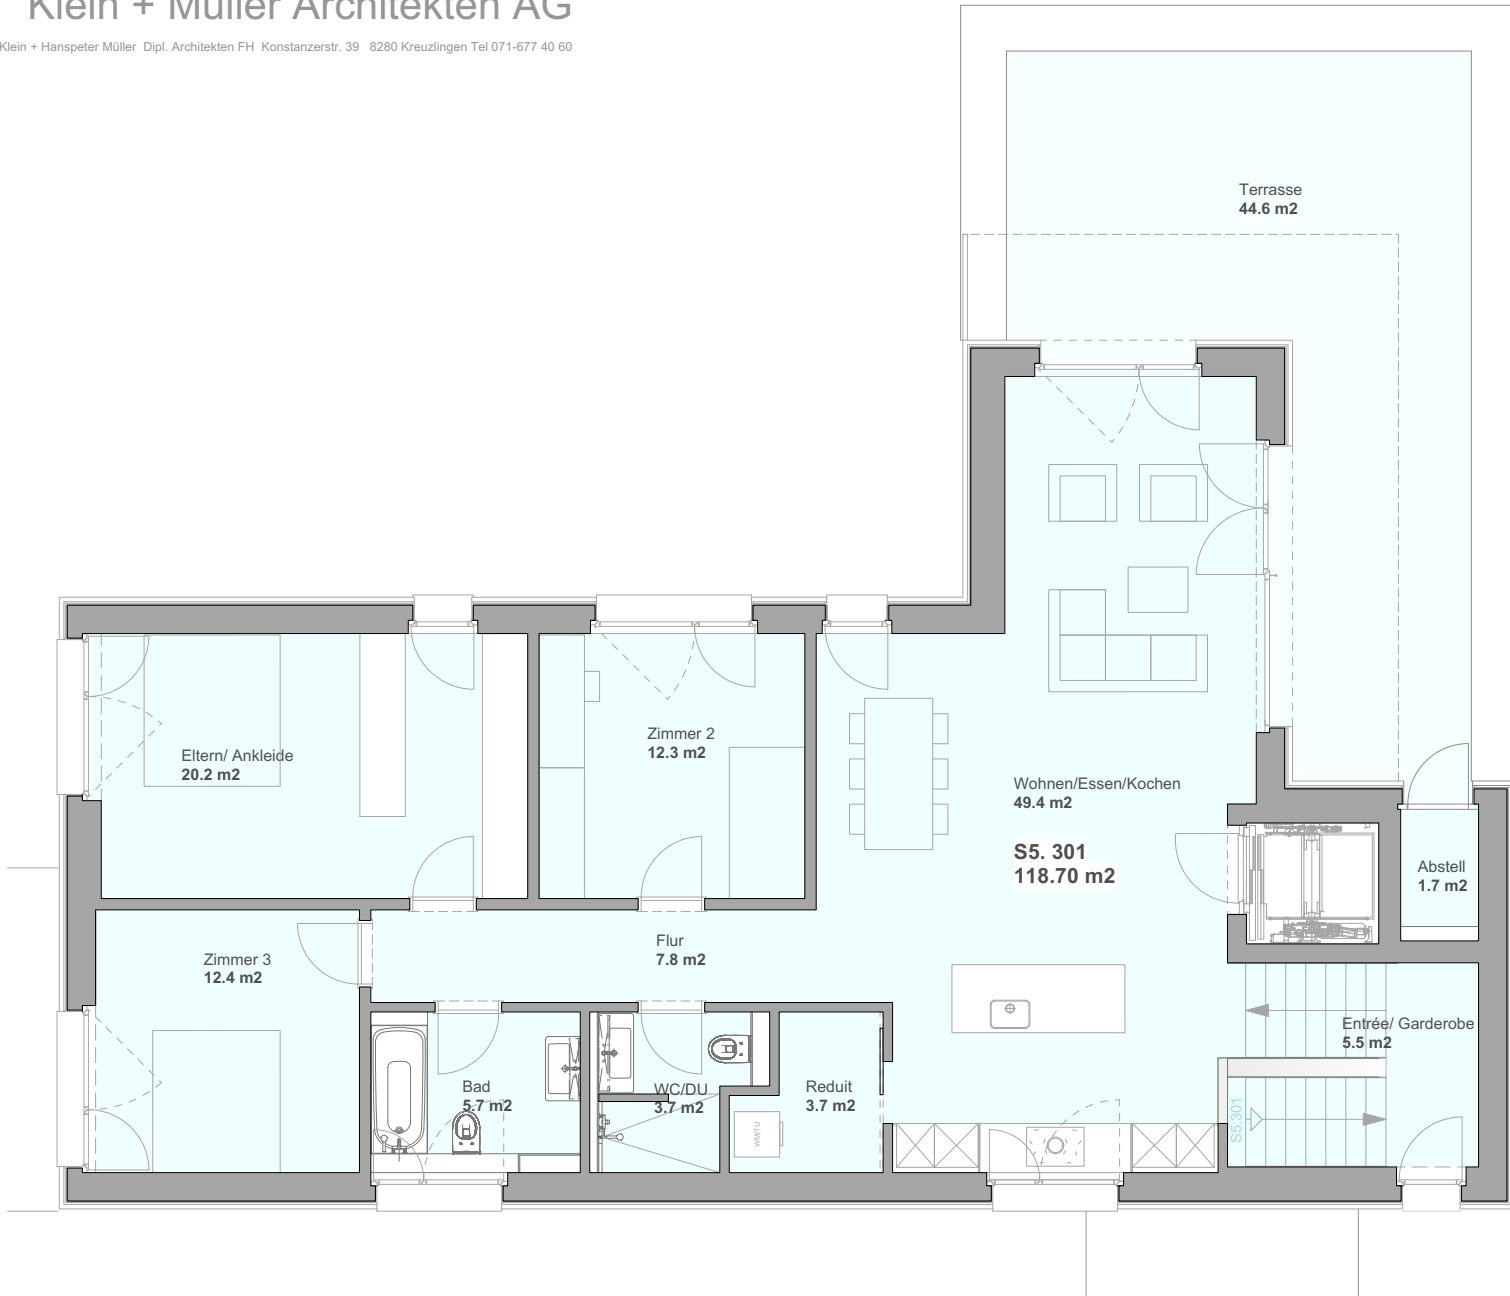 Klein + Müller Architekten AG
Klein + Hanspeter Müller Dipl. Architekten FH Konstanzerstr. 39 8280 Kreuzlingen Tel 071-677 40 60
Terrasse
44.6 m2
Zimmer 2
12.3 m2
Eltern/ Ankleide
20.2 m2
Wohnen/Essen/Kochen
49.4 m2
S5. 301
118.70 m2
Abstell
1.7 m2
Flur
7.8 m2
Zimmer 3
12.4 m2
Entrée/ Garderobe
5.5 m2
Bad
5.7 m2
WC/DU
3.7 m2
Reduit
3.7 m2
WM/TU
S5.301